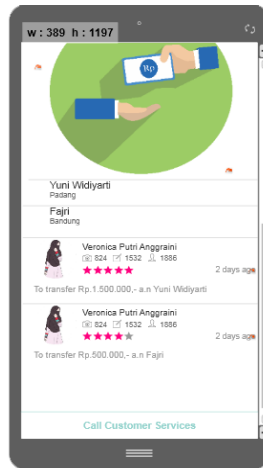 w : 389 h : 1197
Rp
Yuni Widiyarti
Padang
Fajri
Bandung
Veronica Putri Anggraini
824 1532 1886
2 days ago
To transfer Rp.1.500.000,- a.n Yuni Widiyarti
Veronica Putri Anggraini
824 1532 1886
2 days ago
To transfer Rp.500.000,- a.n Fajri
Call Customer Services